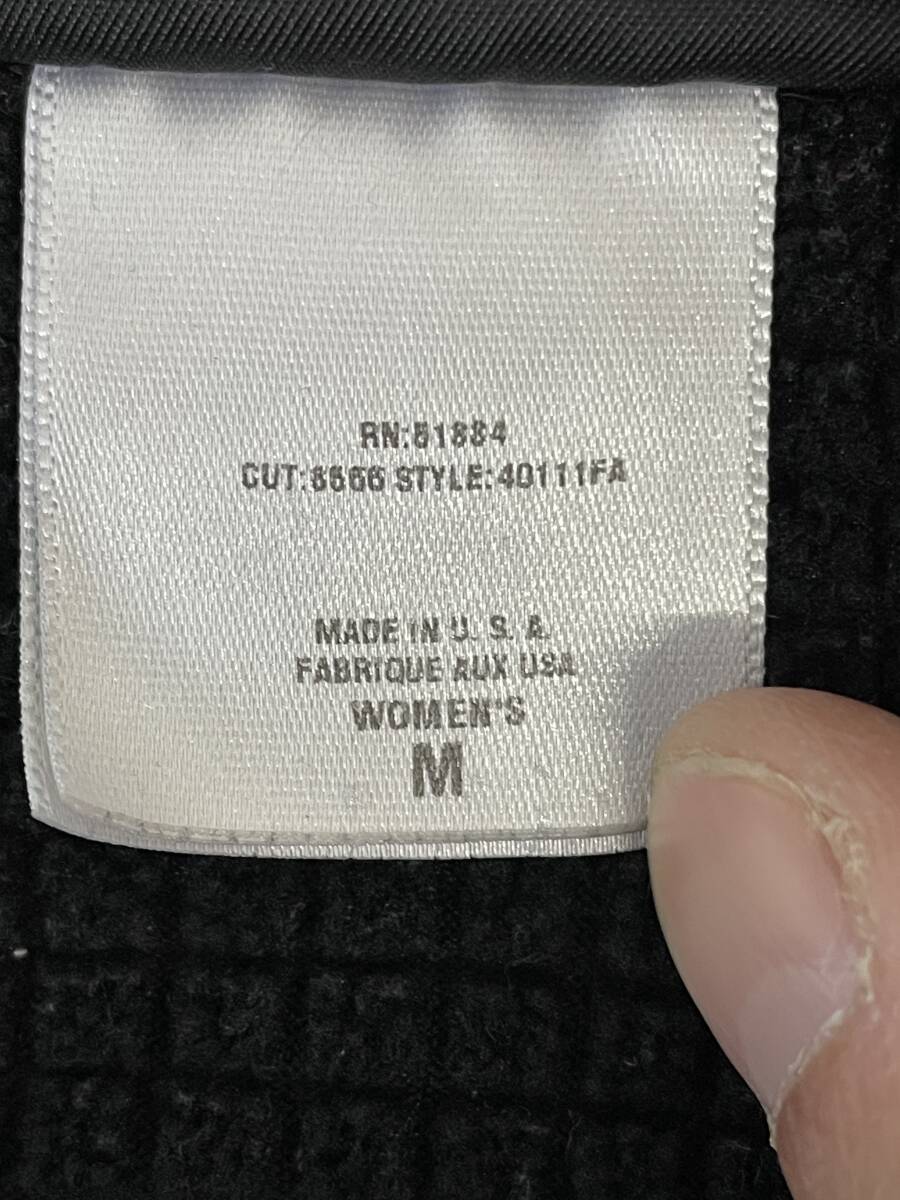 RN:51884
CUT:8666 STYLE:40111FA
MADE IN U. S. A.
FABRIQUE AUX USA
WOMEN'S
M